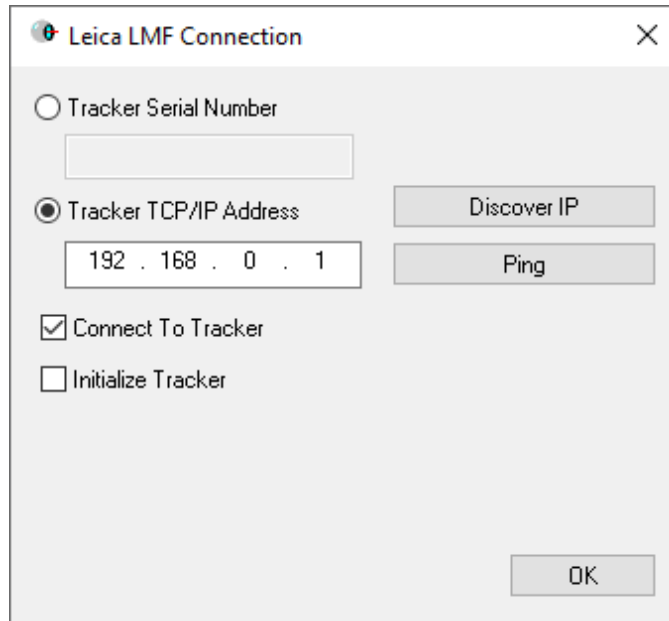 Leica LMF Connection
Tracker Serial Number
Tracker TCP/IP Address
Discover IP
192 . 168 . 0 . 1
Ping
Connect To Tracker
Initialize Tracker
OK